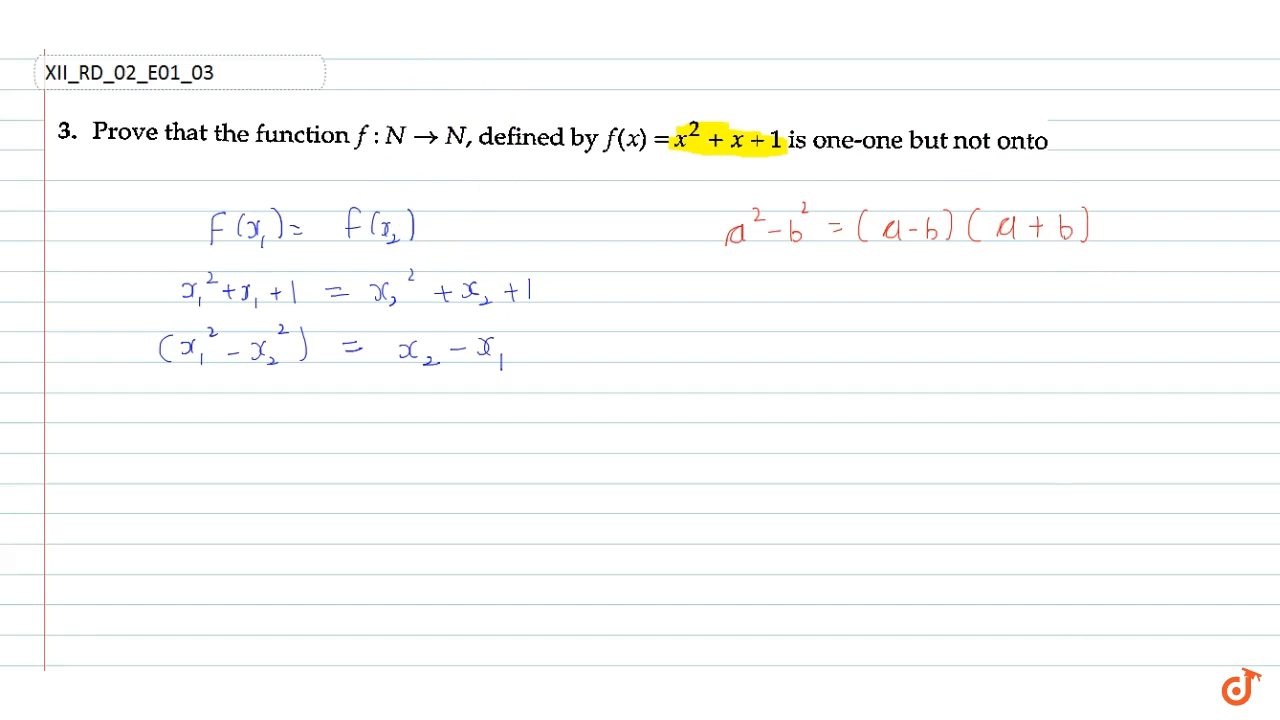 XII_RD_02_E01_03
3. Prove that the function f : N → N, defined by f(x) = x² + x + 1 is one-one but not onto
F(x₁) = f(x₂)
a² - b² = (a-b)(a+b)
x₁² + x₁ + 1 = x₂² + x₂ + 1
(x₁² - x₂²) = x₂ - x₁